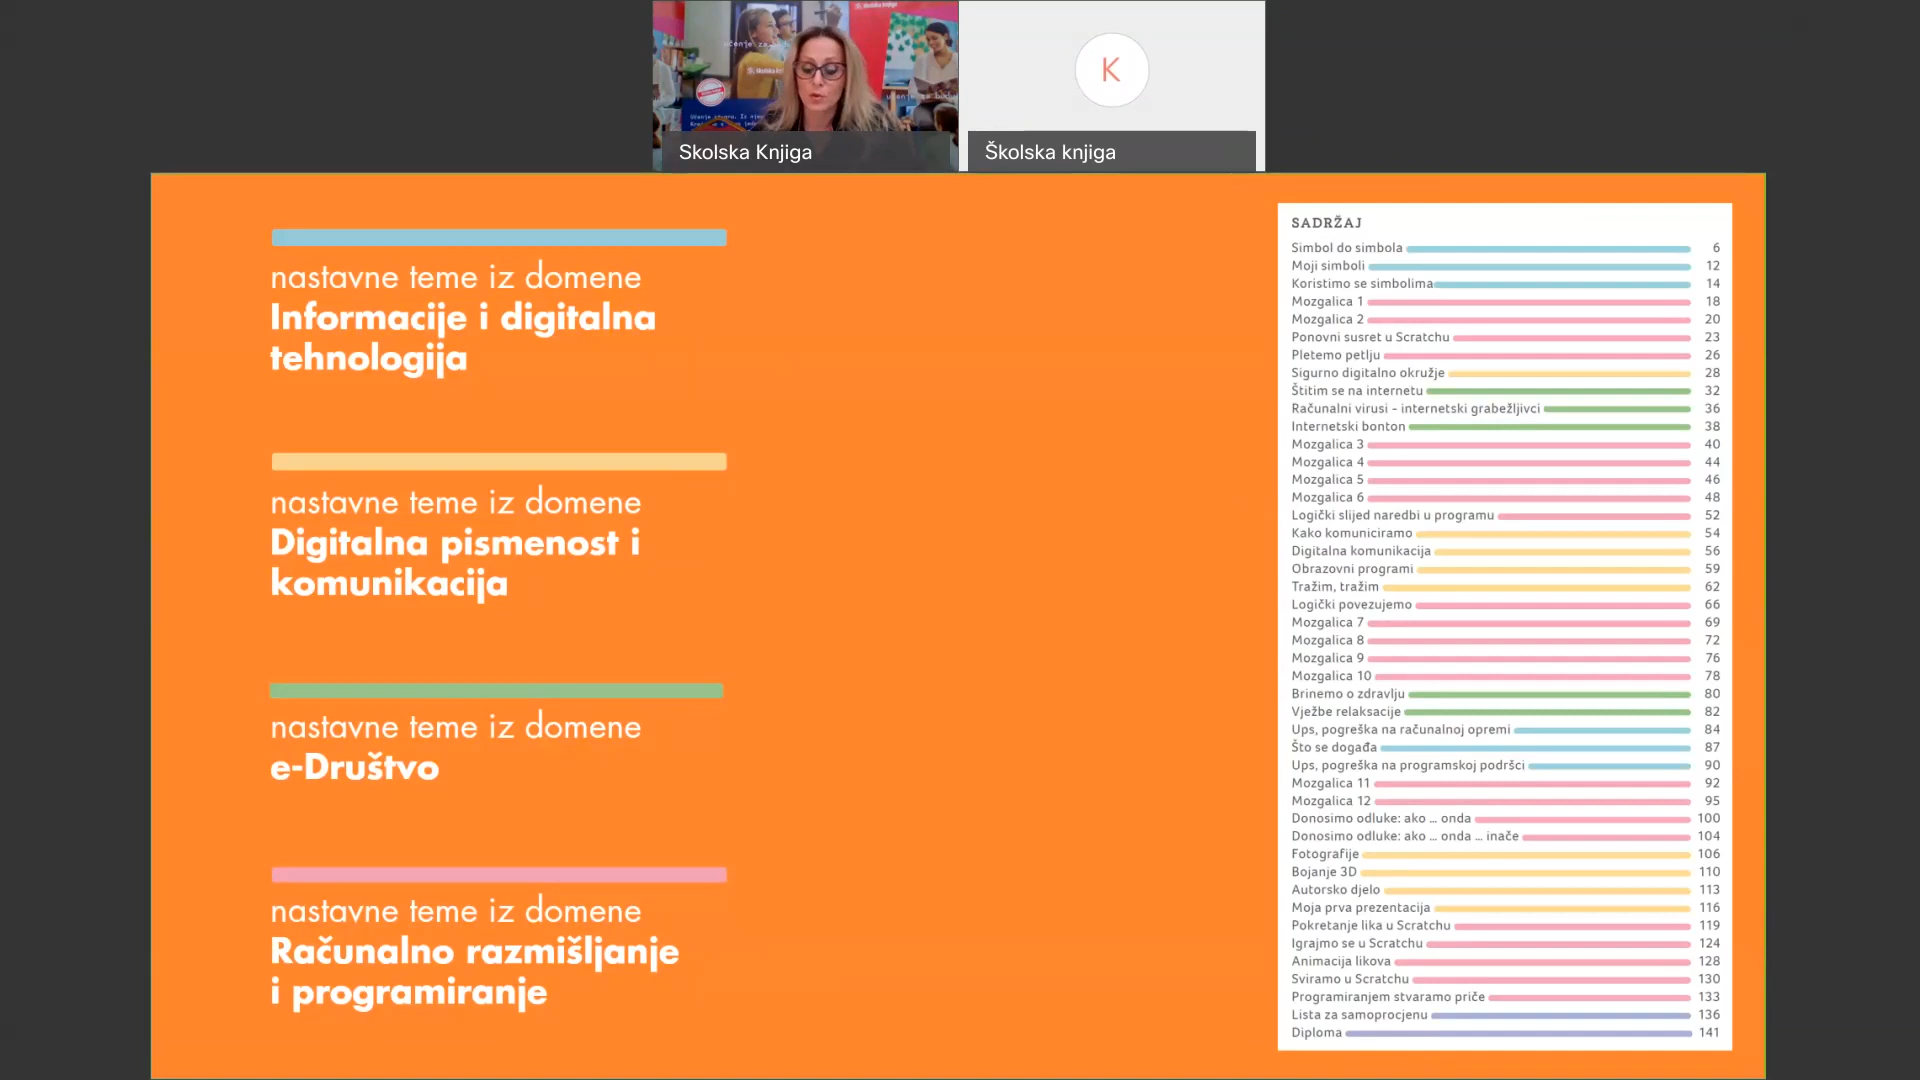 školska knjiga
učenje za
školska knjiga
Učenje stvara.
K
Skolska Knjiga
Školska knjiga
nastavne teme iz domene
Informacije i digitalna
tehnologija
nastavne teme iz domene
Digitalna pismenost i
komunikacija
nastavne teme iz domene
e-Društvo
nastavne teme iz domene
Računalno razmišljanje
i programiranje
SADRŽAJ
Simbol do simbola 6
Moji simboli 12
Koristimo se simbolima 14
Mozgalica 1 18
Mozgalica 2 20
Ponovni susret u Scratchu 23
Pletemo petlju 26
Sigurno digitalno okružje 28
Štitim se na internetu 32
Računalni virusi - internetski grabežljivci 36
Internetski bonton 38
Mozgalica 3 40
Mozgalica 4 44
Mozgalica 5 46
Mozgalica 6 48
Logički slijed naredbi u programu 52
Kako komuniciramo 54
Digitalna komunikacija 56
Obrazovni programi 59
Tražim, tražim 62
Logički povezujemo 66
Mozgalica 7 69
Mozgalica 8 72
Mozgalica 9 76
Mozgalica 10 78
Brinemo o zdravlju 80
Vježbe relaksacije 82
Ups, pogreška na računalnoj opremi 84
Što se događa 87
Ups, pogreška na programskoj podršci 90
Mozgalica 11 92
Mozgalica 12 95
Donosimo odluke: ako ... onda 100
Donosimo odluke: ako ... onda ... inače 104
Fotografije 106
Bojanje 3D 110
Autorsko djelo 113
Moja prva prezentacija 116
Pokretanje lika u Scratchu 119
Igrajmo se u Scratchu 124
Animacija likova 128
Sviramo u Scratchu 130
Programiranjem stvaramo priče 133
Lista za samoprocjenu 136
Diploma 141